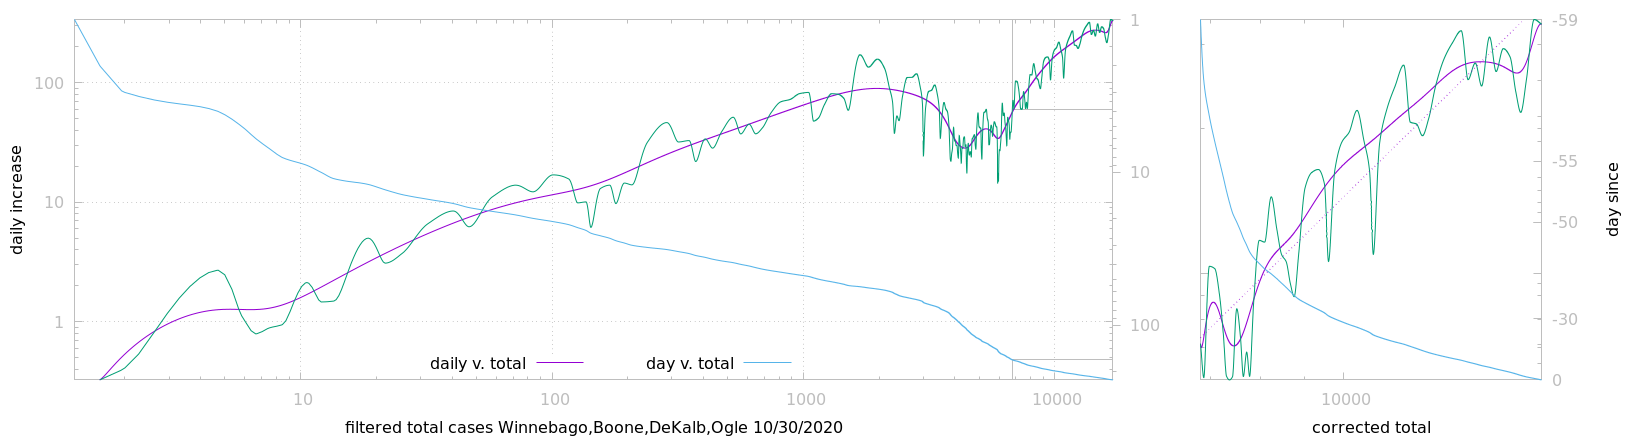 daily increase
100
10
1
1
10
100
daily v. total
day v. total
10
100
1000
10000
filtered total cases Winnebago,Boone,DeKalb,Ogle 10/30/2020
-59
-55
-50
-30
0
day since
10000
corrected total